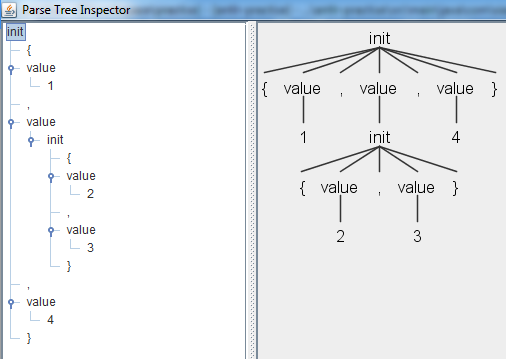 Parse Tree Inspector
init
{
value
1
,
value
init
{
value
2
,
value
3
}
,
value
4
}
init
{ value , value , value }
1 init 4
{ value , value }
2 3